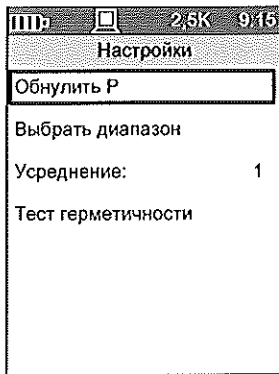 2,5K 9:15
Настройки
Обнулить P
Выбрать диапазон
Усреднение: 1
Тест герметичности